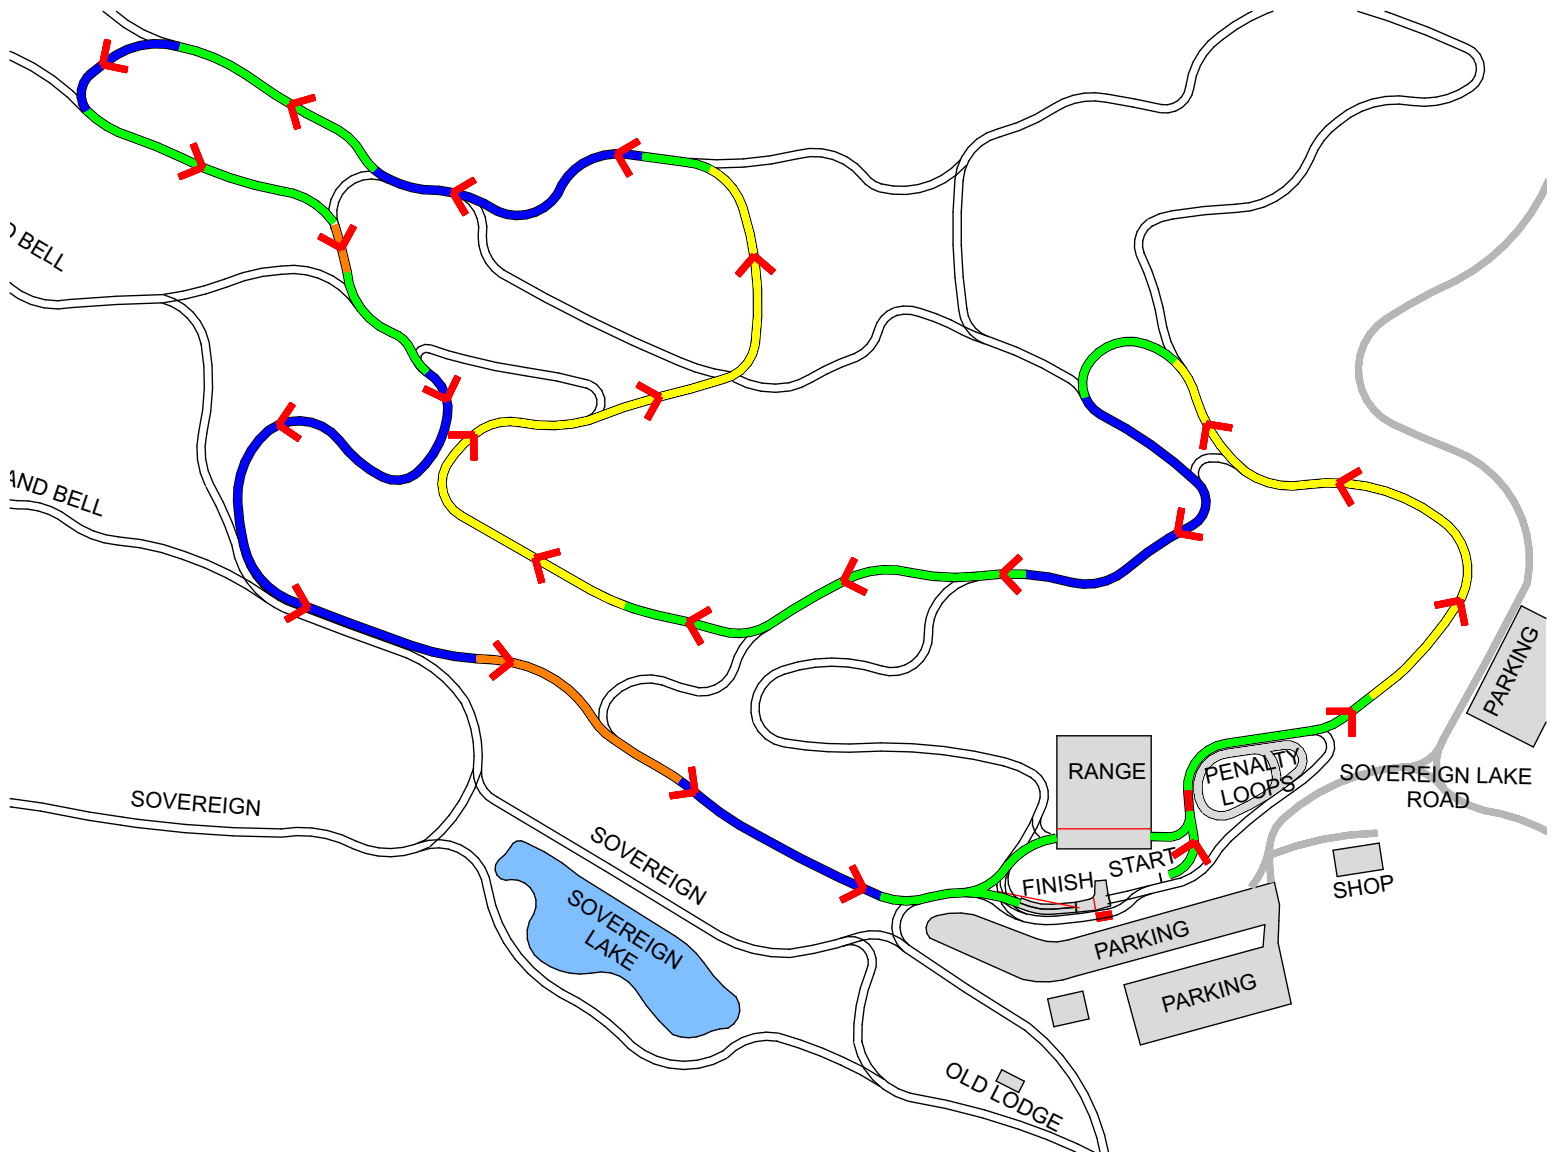 D BELL
AND BELL
SOVEREIGN
SOVEREIGN
SOVEREIGN
LAKE
RANGE
PENALTY
LOOPS
START
FINISH
PARKING
SOVEREIGN LAKE
ROAD
SHOP
PARKING
PARKING
OLD LODGE